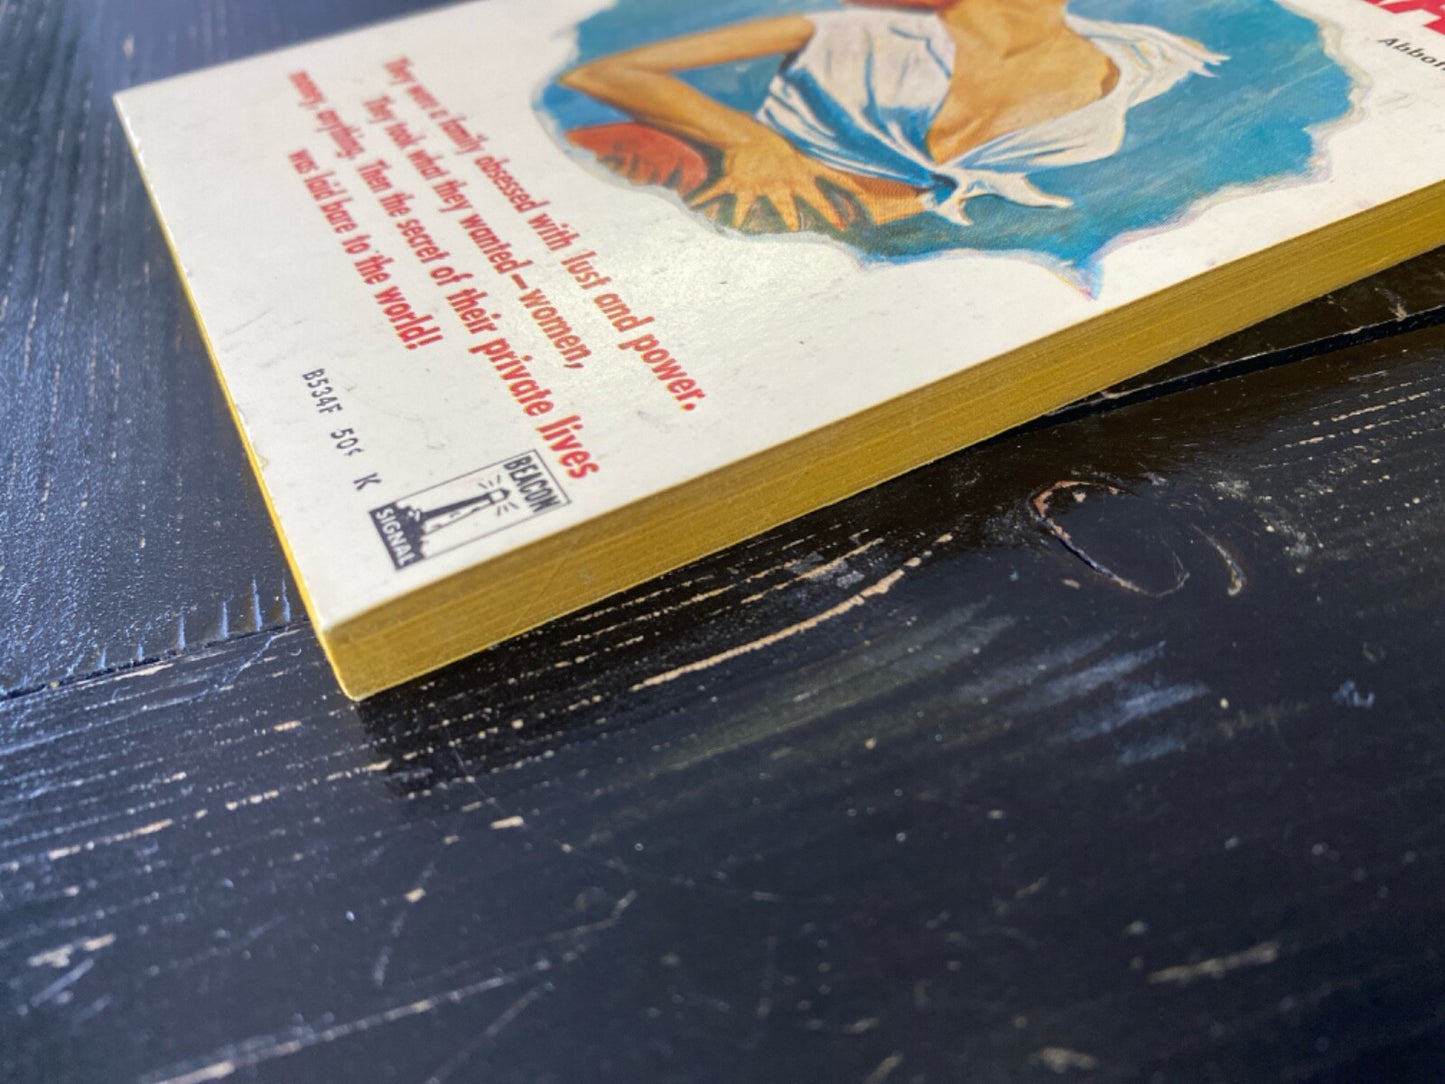 Abbott
They were a family obsessed with lust and power.
They took what they wanted—women,
money, anything. Then the secret of their private lives
was laid bare to the world!
B534F 50¢ K
BEACON
SIGNAL